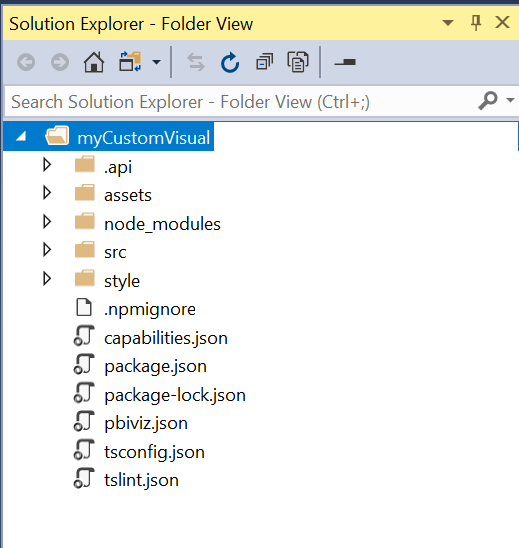 Solution Explorer - Folder View
Search Solution Explorer - Folder View (Ctrl+;)
myCustomVisual
.api
assets
node_modules
src
style
.npmignore
capabilities.json
package.json
package-lock.json
pbiviz.json
tsconfig.json
tslint.json